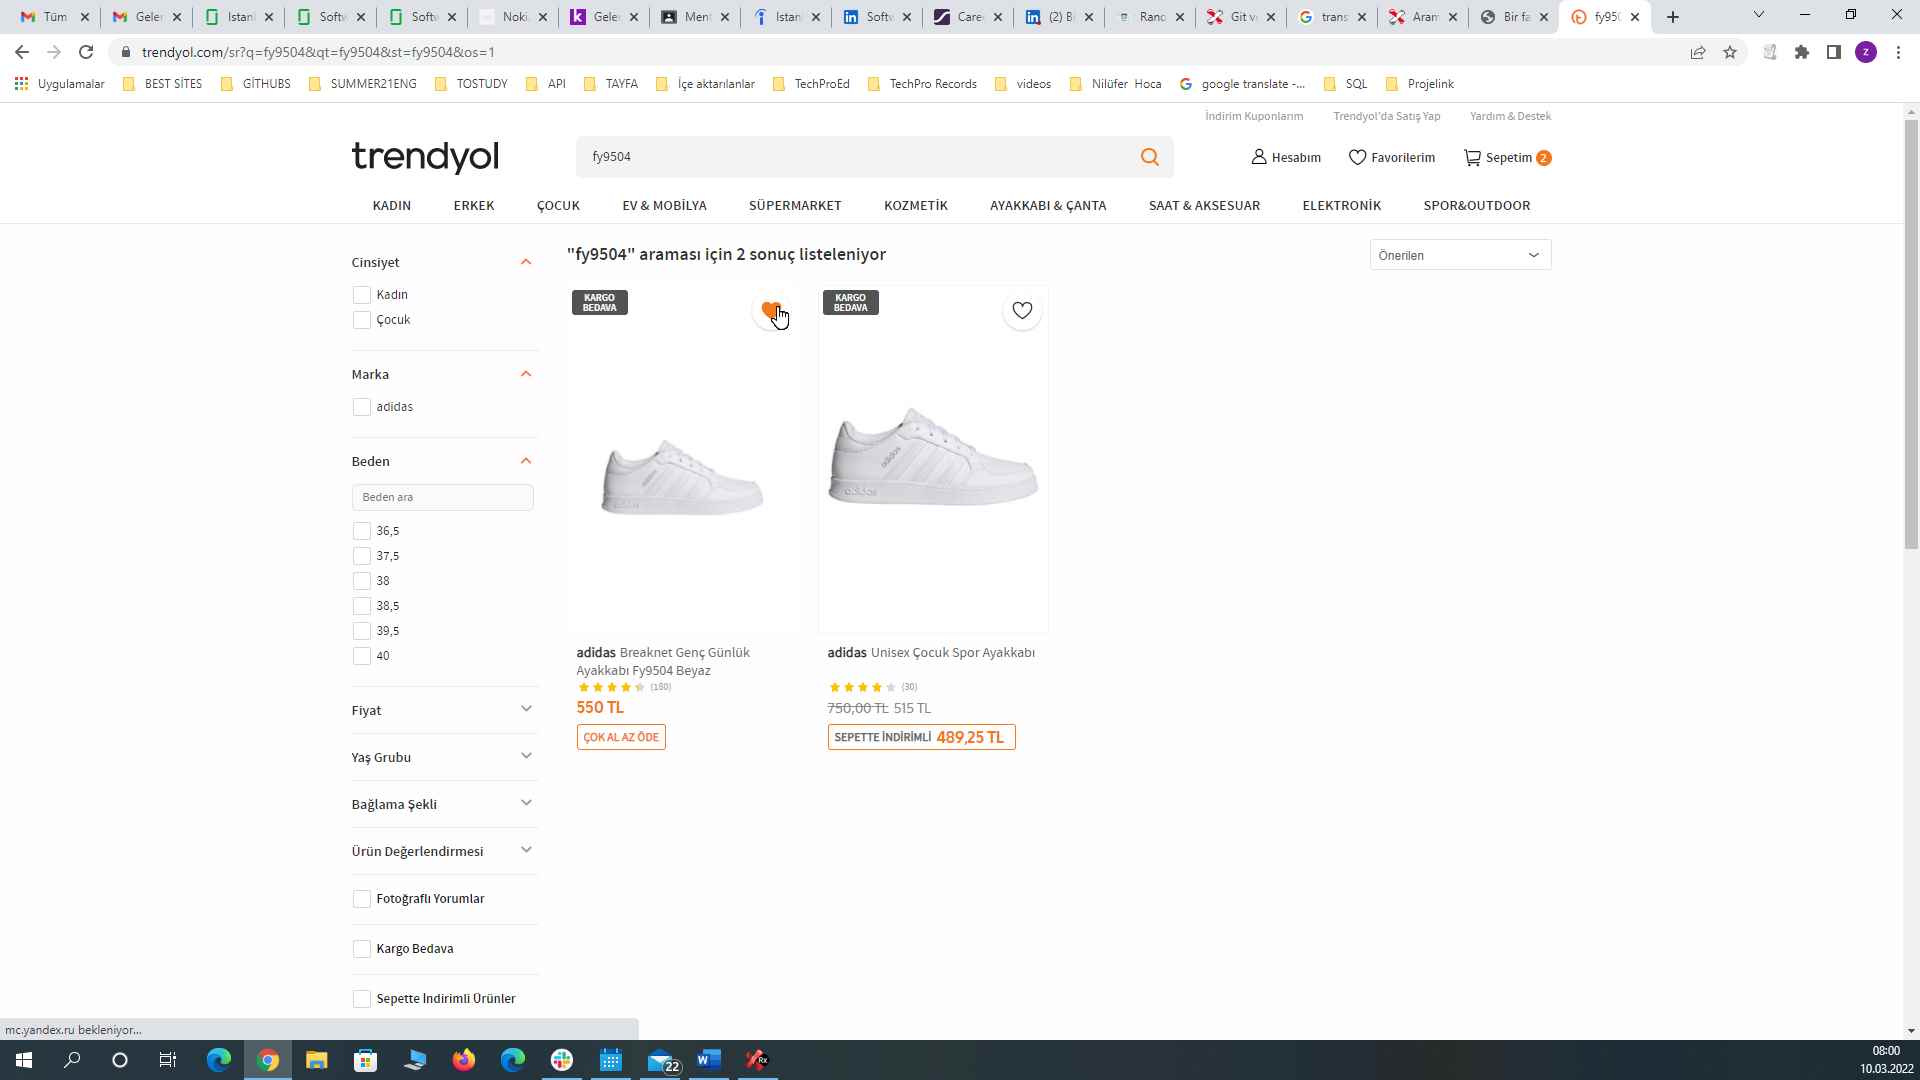 Tüm
Gelen
Istanl
Softw
Softw
Noki
Gelen
Ment
Istan
Softw
Care
(2) Bi
Ranc
Git v
trans
Aram
Bir fa
fy950
trendyol.com/sr?q=fy9504&qt=fy9504&st=fy9504&os=1
z
Uygulamalar
BEST SİTES
GİTHUBS
SUMMER21ENG
TOSTUDY
API
TAYFA
İçe aktarılanlar
TechProEd
TechPro Records
videos
Nilüfer Hoca
google translate -...
SQL
Projelink
İndirim Kuponlarım
Trendyol'da Satış Yap
Yardım & Destek
trendyol
fy9504
Hesabım
Favorilerim
Sepetim 2
KADIN
ERKEK
ÇOCUK
EV & MOBİLYA
SÜPERMARKET
KOZMETİK
AYAKKABI & ÇANTA
SAAT & AKSESUAR
ELEKTRONİK
SPOR&OUTDOOR
"fy9504" araması için 2 sonuç listeleniyor
Önerilen
Cinsiyet
Kadın
Çocuk
Marka
adidas
Beden
Beden ara
36,5
37,5
38
38,5
39,5
40
Fiyat
Yaş Grubu
Bağlama Şekli
Ürün Değerlendirmesi
Fotoğraflı Yorumlar
Kargo Bedava
Sepette İndirimli Ürünler
KARGO
BEDAVA
adidas Breaknet Genç Günlük
Ayakkabı Fy9504 Beyaz
(180)
550 TL
ÇOK AL AZ ÖDE
KARGO
BEDAVA
adidas
adidas
adidas Unisex Çocuk Spor Ayakkabı
(30)
750,00 TL 515 TL
SEPETTE İNDİRİMLİ 489,25 TL
mc.yandex.ru bekleniyor...
22
08:00
10.03.2022